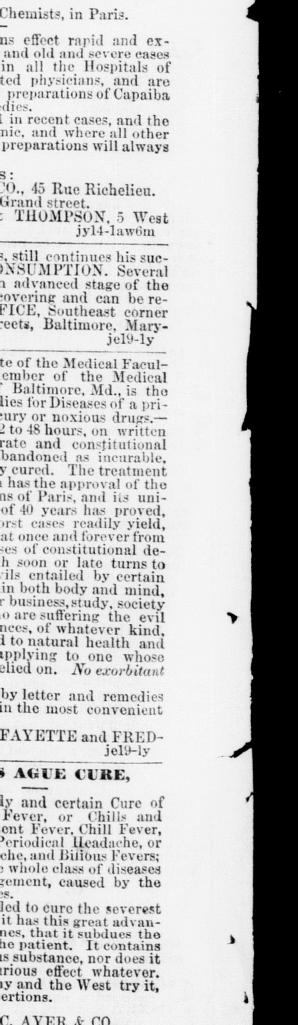 Chemists, in Paris.
ns effect rapid and ex-
and old and severe cases
in all the Hospitals of
ted physicians, and are
preparations of Capaiba
dies.
l in recent cases, and the
nic, and where all other
preparations will always
s:
CO., 45 Rue Richelieu.
Grand street.
THOMPSON, 5 West
jy14-law6m
s, still continues his suc-
ONSUMPTION. Several
n advanced stage of the
covering and can be re-
FICE, Southeast corner
reets, Baltimore, Mary-
je19-ly
te of the Medical Facul-
ember of the Medical
Baltimore, Md., is the
dies for Diseases of a pri-
cury or noxious drugs.—
2 to 48 hours, on written
rate and constitutional
bandoned as incurable,
y cured. The treatment
has the approval of the
ns of Paris, and its uni-
of 40 years has proved,
orst cases readily yield,
at once and forever from
ses of constitutional de-
h soon or late turns to
vils entailed by certain
in both body and mind,
r business, study, society
o are suffering the evil
nces, of whatever kind,
d to natural health and
applying to one whose
elied on. No exorbitant
by letter and remedies
in the most convenient
FAYETTE and FRED-
je19-ly
S AGUE CURE,
dy and certain Cure of
Fever, or Chills and
ent Fever, Chill Fever,
Periodical Headache, or
che, and Bilious Fevers;
e whole class of diseases
gement, caused by the
es.
led to cure the severest
it has this great advan-
nes, that it subdues the
he patient. It contains
us substance, nor does it
urious effect whatever.
ny and the West try it,
ertions.
C. AYER & CO